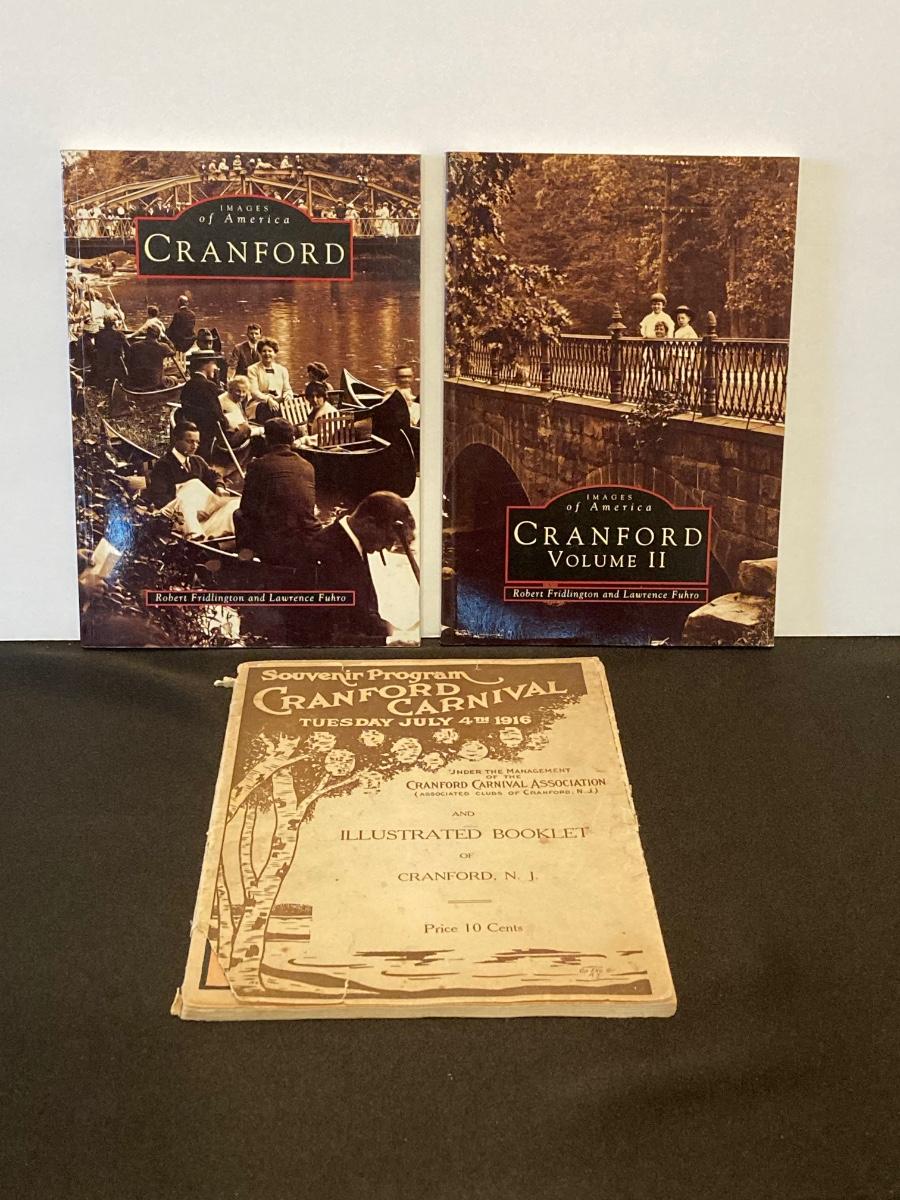 IMAGES
of America
CRANFORD
Robert Fridlington and Lawrence Fuhro
IMAGES
of America
CRANFORD
VOLUME II
Robert Fridlington and Lawrence Fuhro
Souvenir Program
CRANFORD
CARNIVAL
TUESDAY JULY 4TH 1916
UNDER THE MANAGEMENT
OF THE
CRANFORD CARNIVAL ASSOCIATION
(ASSOCIATED CLUBS OF CRANFORD, N.J.)
AND
ILLUSTRATED BOOKLET
OF
CRANFORD, N. J.
Price 10 Cents